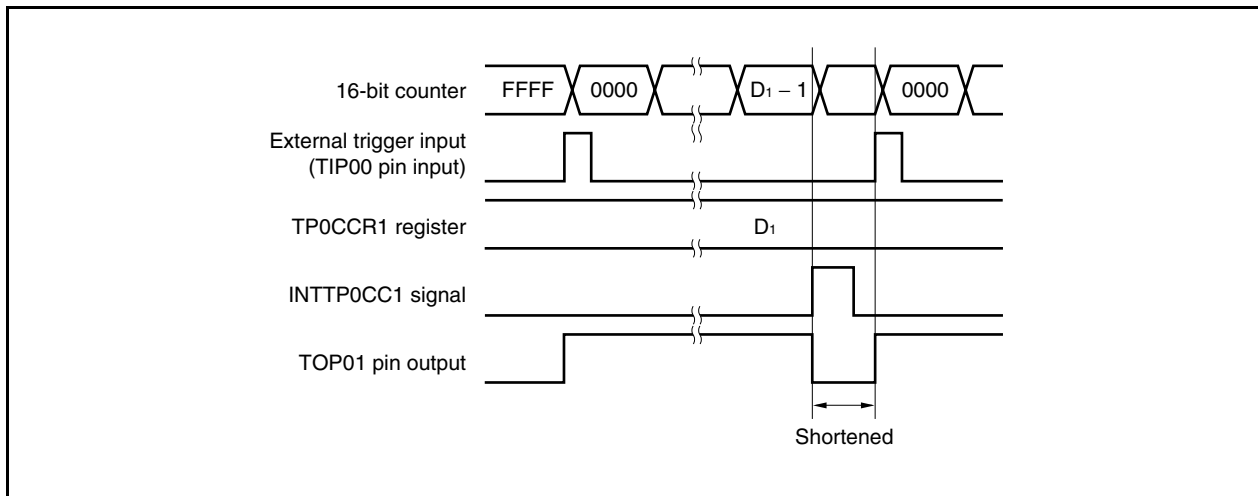 16-bit counter
FFFF 0000 D1 – 1 0000
External trigger input
(TIP00 pin input)
TP0CCR1 register
D1
INTTP0CC1 signal
TOP01 pin output
Shortened